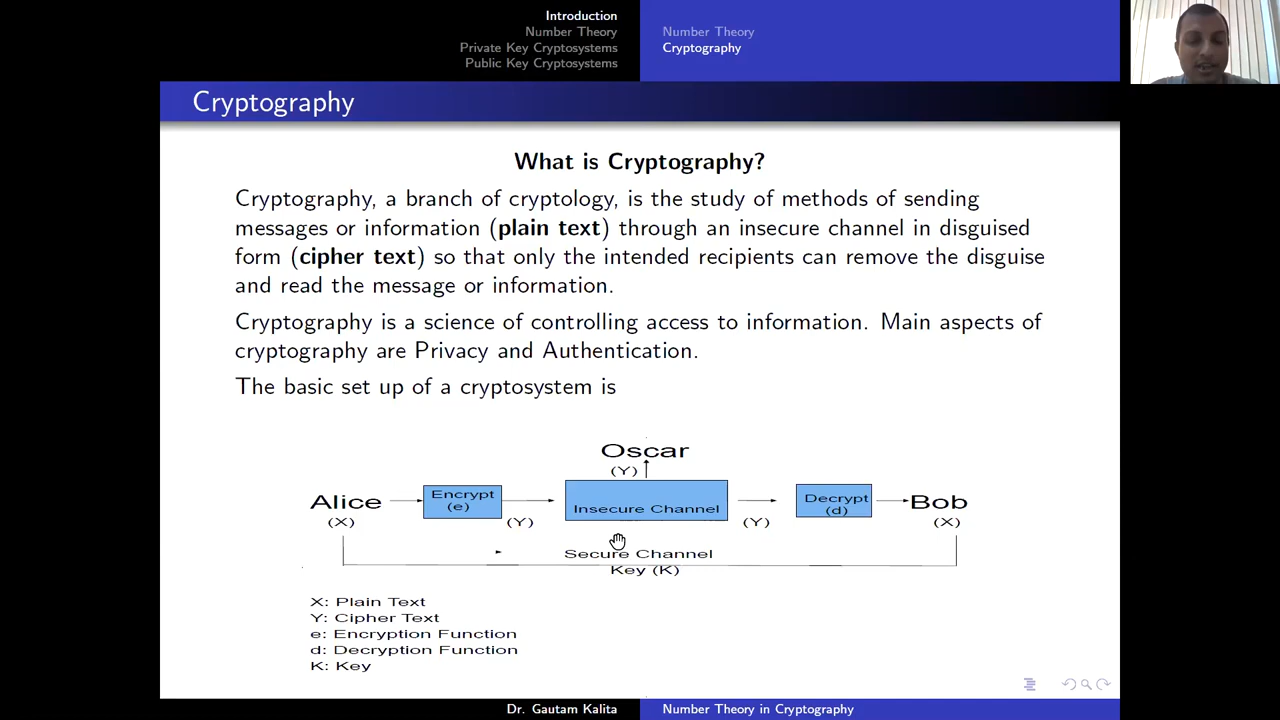 Introduction
Number Theory
Private Key Cryptosystems
Public Key Cryptosystems
Number Theory
Cryptography
Cryptography
What is Cryptography?
Cryptography, a branch of cryptology, is the study of methods of sending
messages or information (plain text) through an insecure channel in disguised
form (cipher text) so that only the intended recipients can remove the disguise
and read the message or information.
Cryptography is a science of controlling access to information. Main aspects of
cryptography are Privacy and Authentication.
The basic set up of a cryptosystem is
Oscar
(Y)
Alice
(X)
Encrypt
(e)
(Y)
Insecure Channel
(Y)
Decrypt
(d)
Bob
(X)
Secure Channel
Key (K)
X: Plain Text
Y: Cipher Text
e: Encryption Function
d: Decryption Function
K: Key
Dr. Gautam Kalita
Number Theory in Cryptography